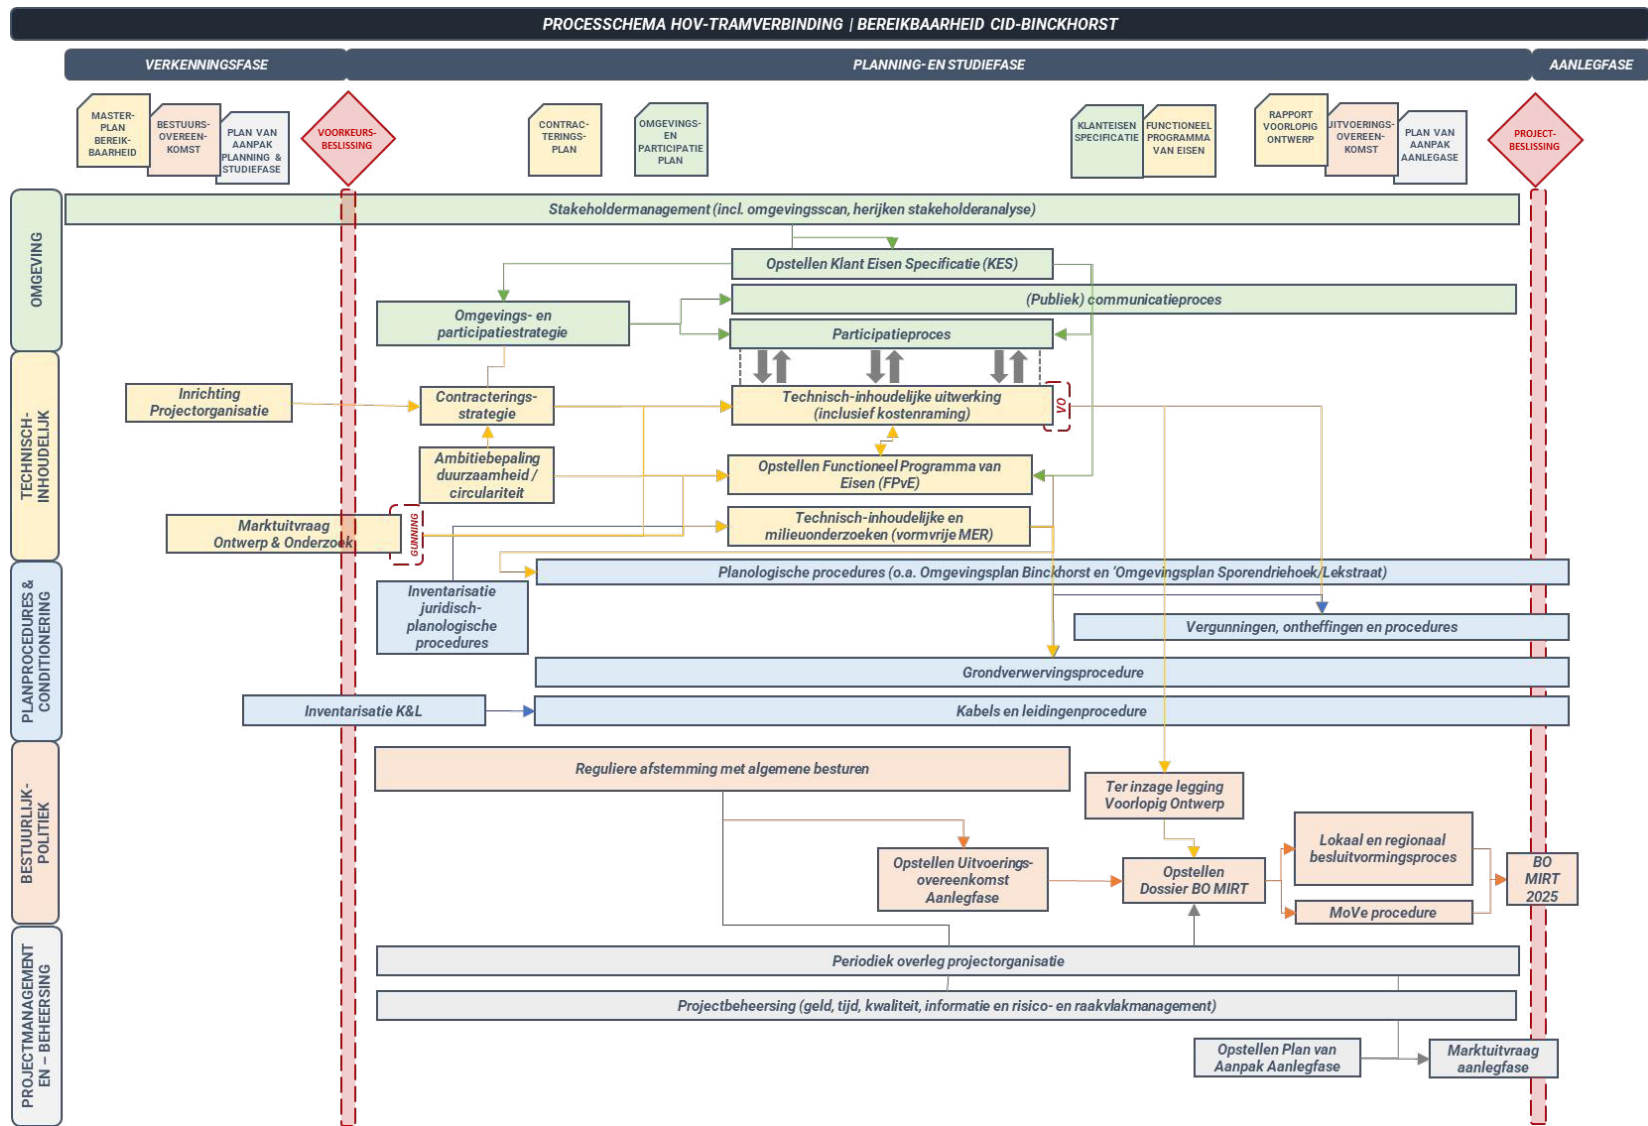 PROCESSCHEMA HOV-TRAMVERBINDING | BEREIKBAARHEID CID-BINCKHORST
VERKENNINGSFASE
PLANNING- EN STUDIEFASE
AANLEGFASE
MASTER-
PLAN
BEREIK-
BAARHEID
BESTUURS-
OVEREEN-
KOMST
PLAN VAN
AANPAK
PLANNING &
STUDIEFASE
VOORKEURS-
BESLISSING
CONTRAC-
TERINGS-
PLAN
OMGEVINGS-
EN
PARTICIPATIE
PLAN
KLANTEISEN
SPECIFICATIE
FUNCTIONEEL
PROGRAMMA
VAN EISEN
RAPPORT
VOORLOPIG
ONTWERP
UITVOERINGS-
OVEREEN-
KOMST
PLAN VAN
AANPAK
AANLEGASE
PROJECT-
BESLISSING
OMGEVING
Stakeholdermanagement (incl. omgevingsscan, herijken stakeholderanalyse)
Opstellen Klant Eisen Specificatie (KES)
(Publiek) communicatieproces
Omgevings- en
participatiestrategie
Participatieproces
TECHNISCH-
INHOUDELIJK
Inrichting
Projectorganisatie
Contracterings-
strategie
Technisch-inhoudelijke uitwerking
(inclusief kostenraming)
VO
Ambitiebepaling
duurzaamheid /
circulariteit
Opstellen Functioneel Programma van
Eisen (FPvE)
Marktuitvraag
Ontwerp & Onderzoek
GUNNING
Technisch-inhoudelijke en
milieuonderzoeken (vormvrije MER)
PLANPROCEDURES &
CONDITIONERING
Planologische procedures (o.a. Omgevingsplan Binckhorst en ‘Omgevingsplan Sporendriehoek/Lekstraat)
Inventarisatie
juridisch-
planologische
procedures
Vergunningen, ontheffingen en procedures
Grondverwervingsprocedure
Inventarisatie K&L
Kabels en leidingenprocedure
BESTUURLIJK-
POLITIEK
Reguliere afstemming met algemene besturen
Ter inzage legging
Voorlopig Ontwerp
Opstellen Uitvoerings-
overeenkomst
Aanlegfase
Opstellen
Dossier BO MIRT
Lokaal en regionaal
besluitvormingsproces
MoVe procedure
BO
MIRT
2025
PROJECTMANAGEMENT
EN – BEHEERSING
Periodiek overleg projectorganisatie
Projectbeheersing (geld, tijd, kwaliteit, informatie en risico- en raakvlakmanagement)
Opstellen Plan van
Aanpak Aanlegfase
Marktuitvraag
aanlegfase